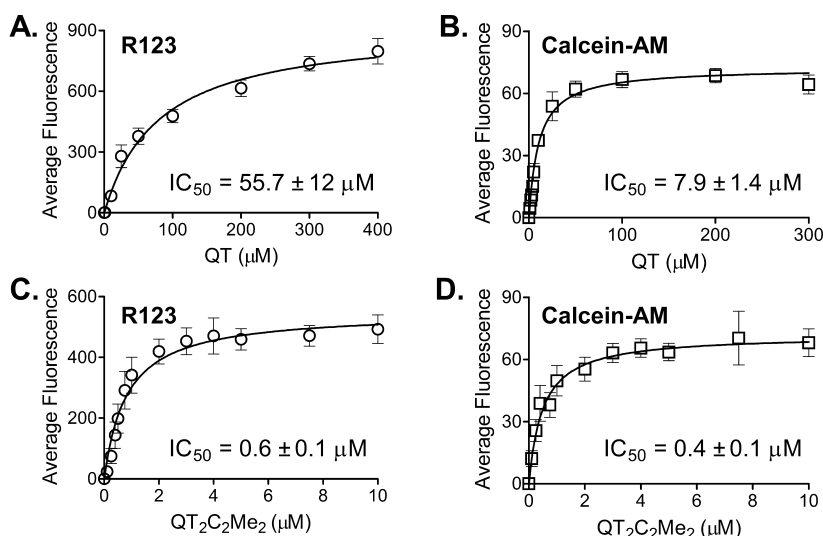 A.
R123
Average Fluorescence
900
600
300
0
IC50 = 55.7 ± 12 μM
0 100 200 300 400
QT (μM)
B.
Calcein-AM
Average Fluorescence
90
60
30
0
IC50 = 7.9 ± 1.4 μM
0 100 200 300
QT (μM)
C.
R123
Average Fluorescence
600
400
200
0
IC50 = 0.6 ± 0.1 μM
0 2 4 6 8 10
QT2C2Me2 (μM)
D.
Calcein-AM
Average Fluorescence
90
60
30
0
IC50 = 0.4 ± 0.1 μM
0 2 4 6 8 10
QT2C2Me2 (μM)